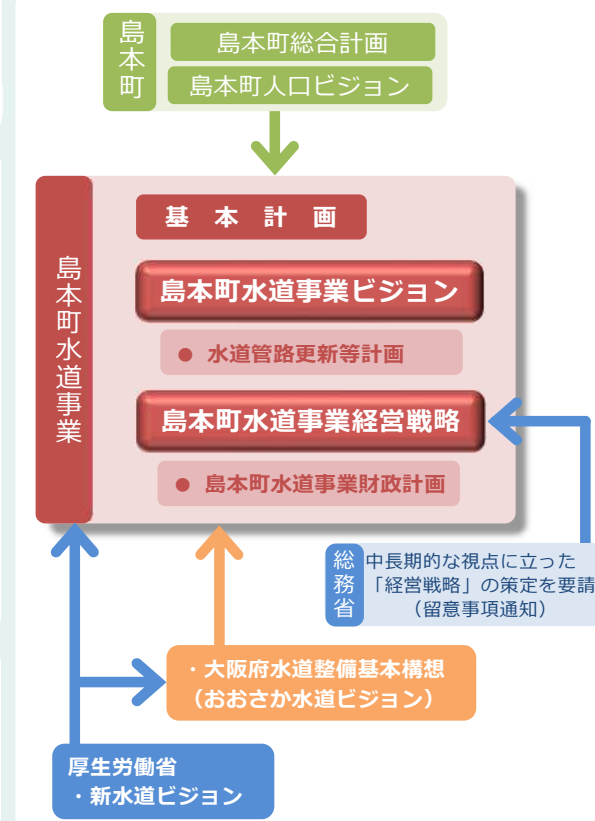 島本町
島本町総合計画
島本町人口ビジョン
島本町水道事業
基本計画
島本町水道事業ビジョン
● 水道管路更新等計画
島本町水道事業経営戦略
● 島本町水道事業財政計画
総務省
中長期的な視点に立った
「経営戦略」の策定を要請
（留意事項通知）
・大阪府水道整備基本構想
（おおさか水道ビジョン）
厚生労働省
・新水道ビジョン